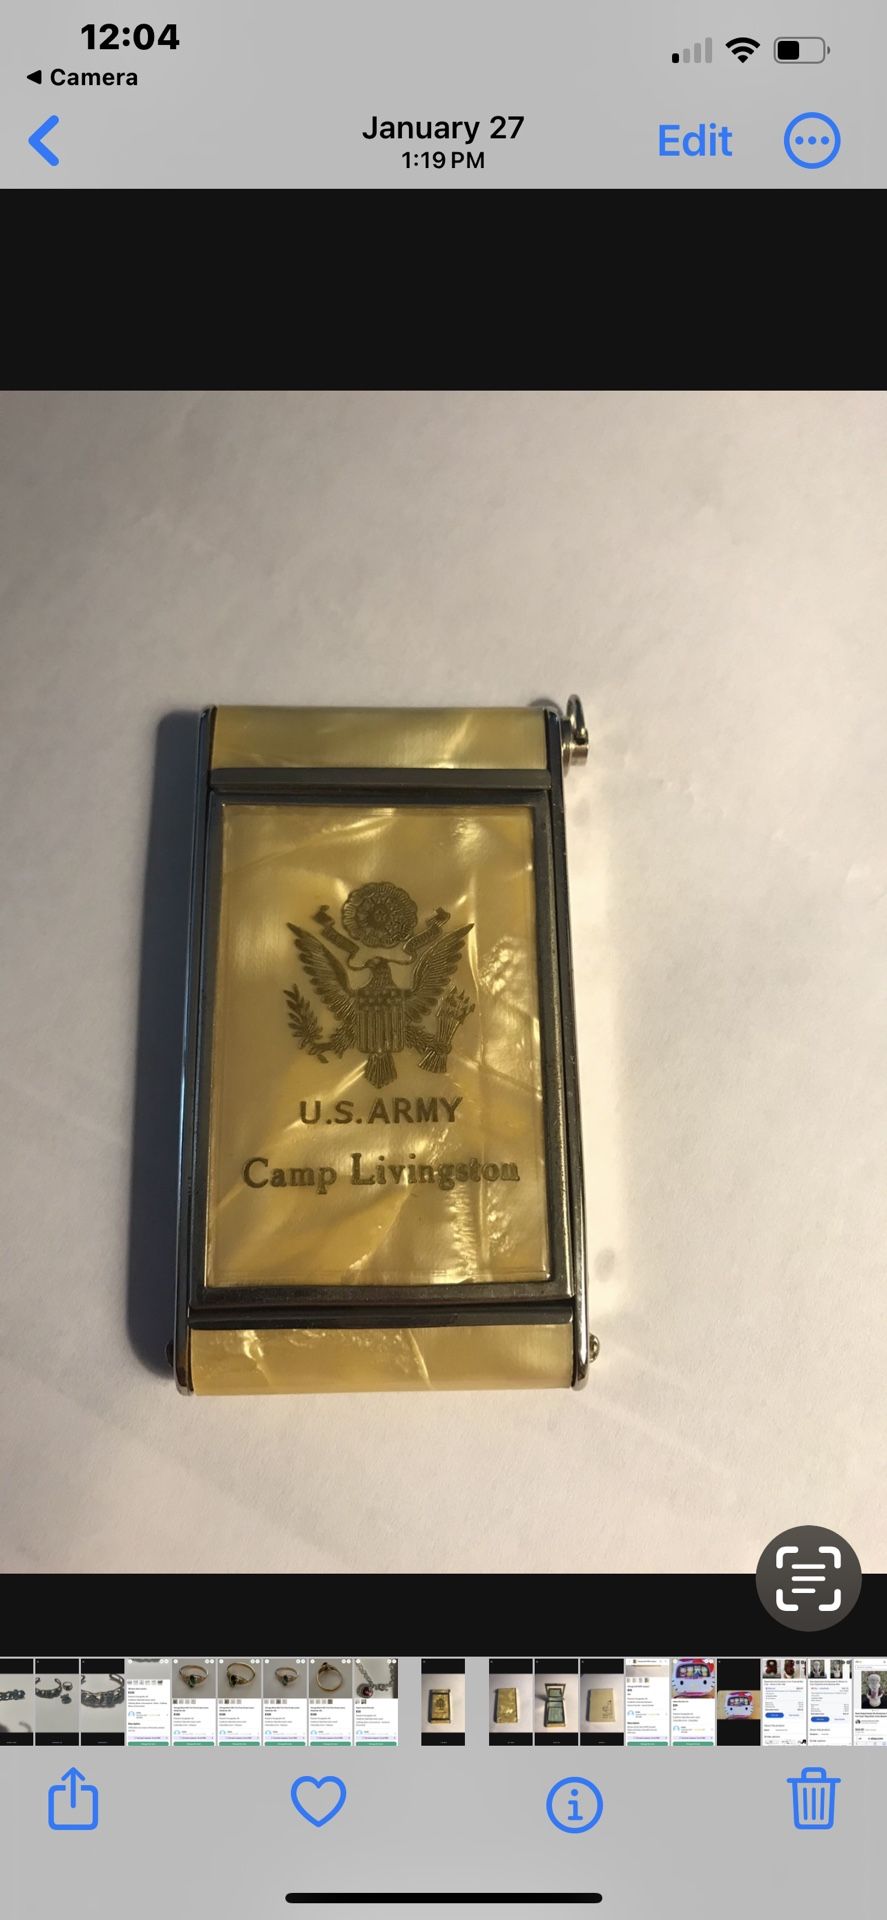 12:04
Camera
January 27
1:19 PM
Edit
U.S. ARMY
Camp Livingston